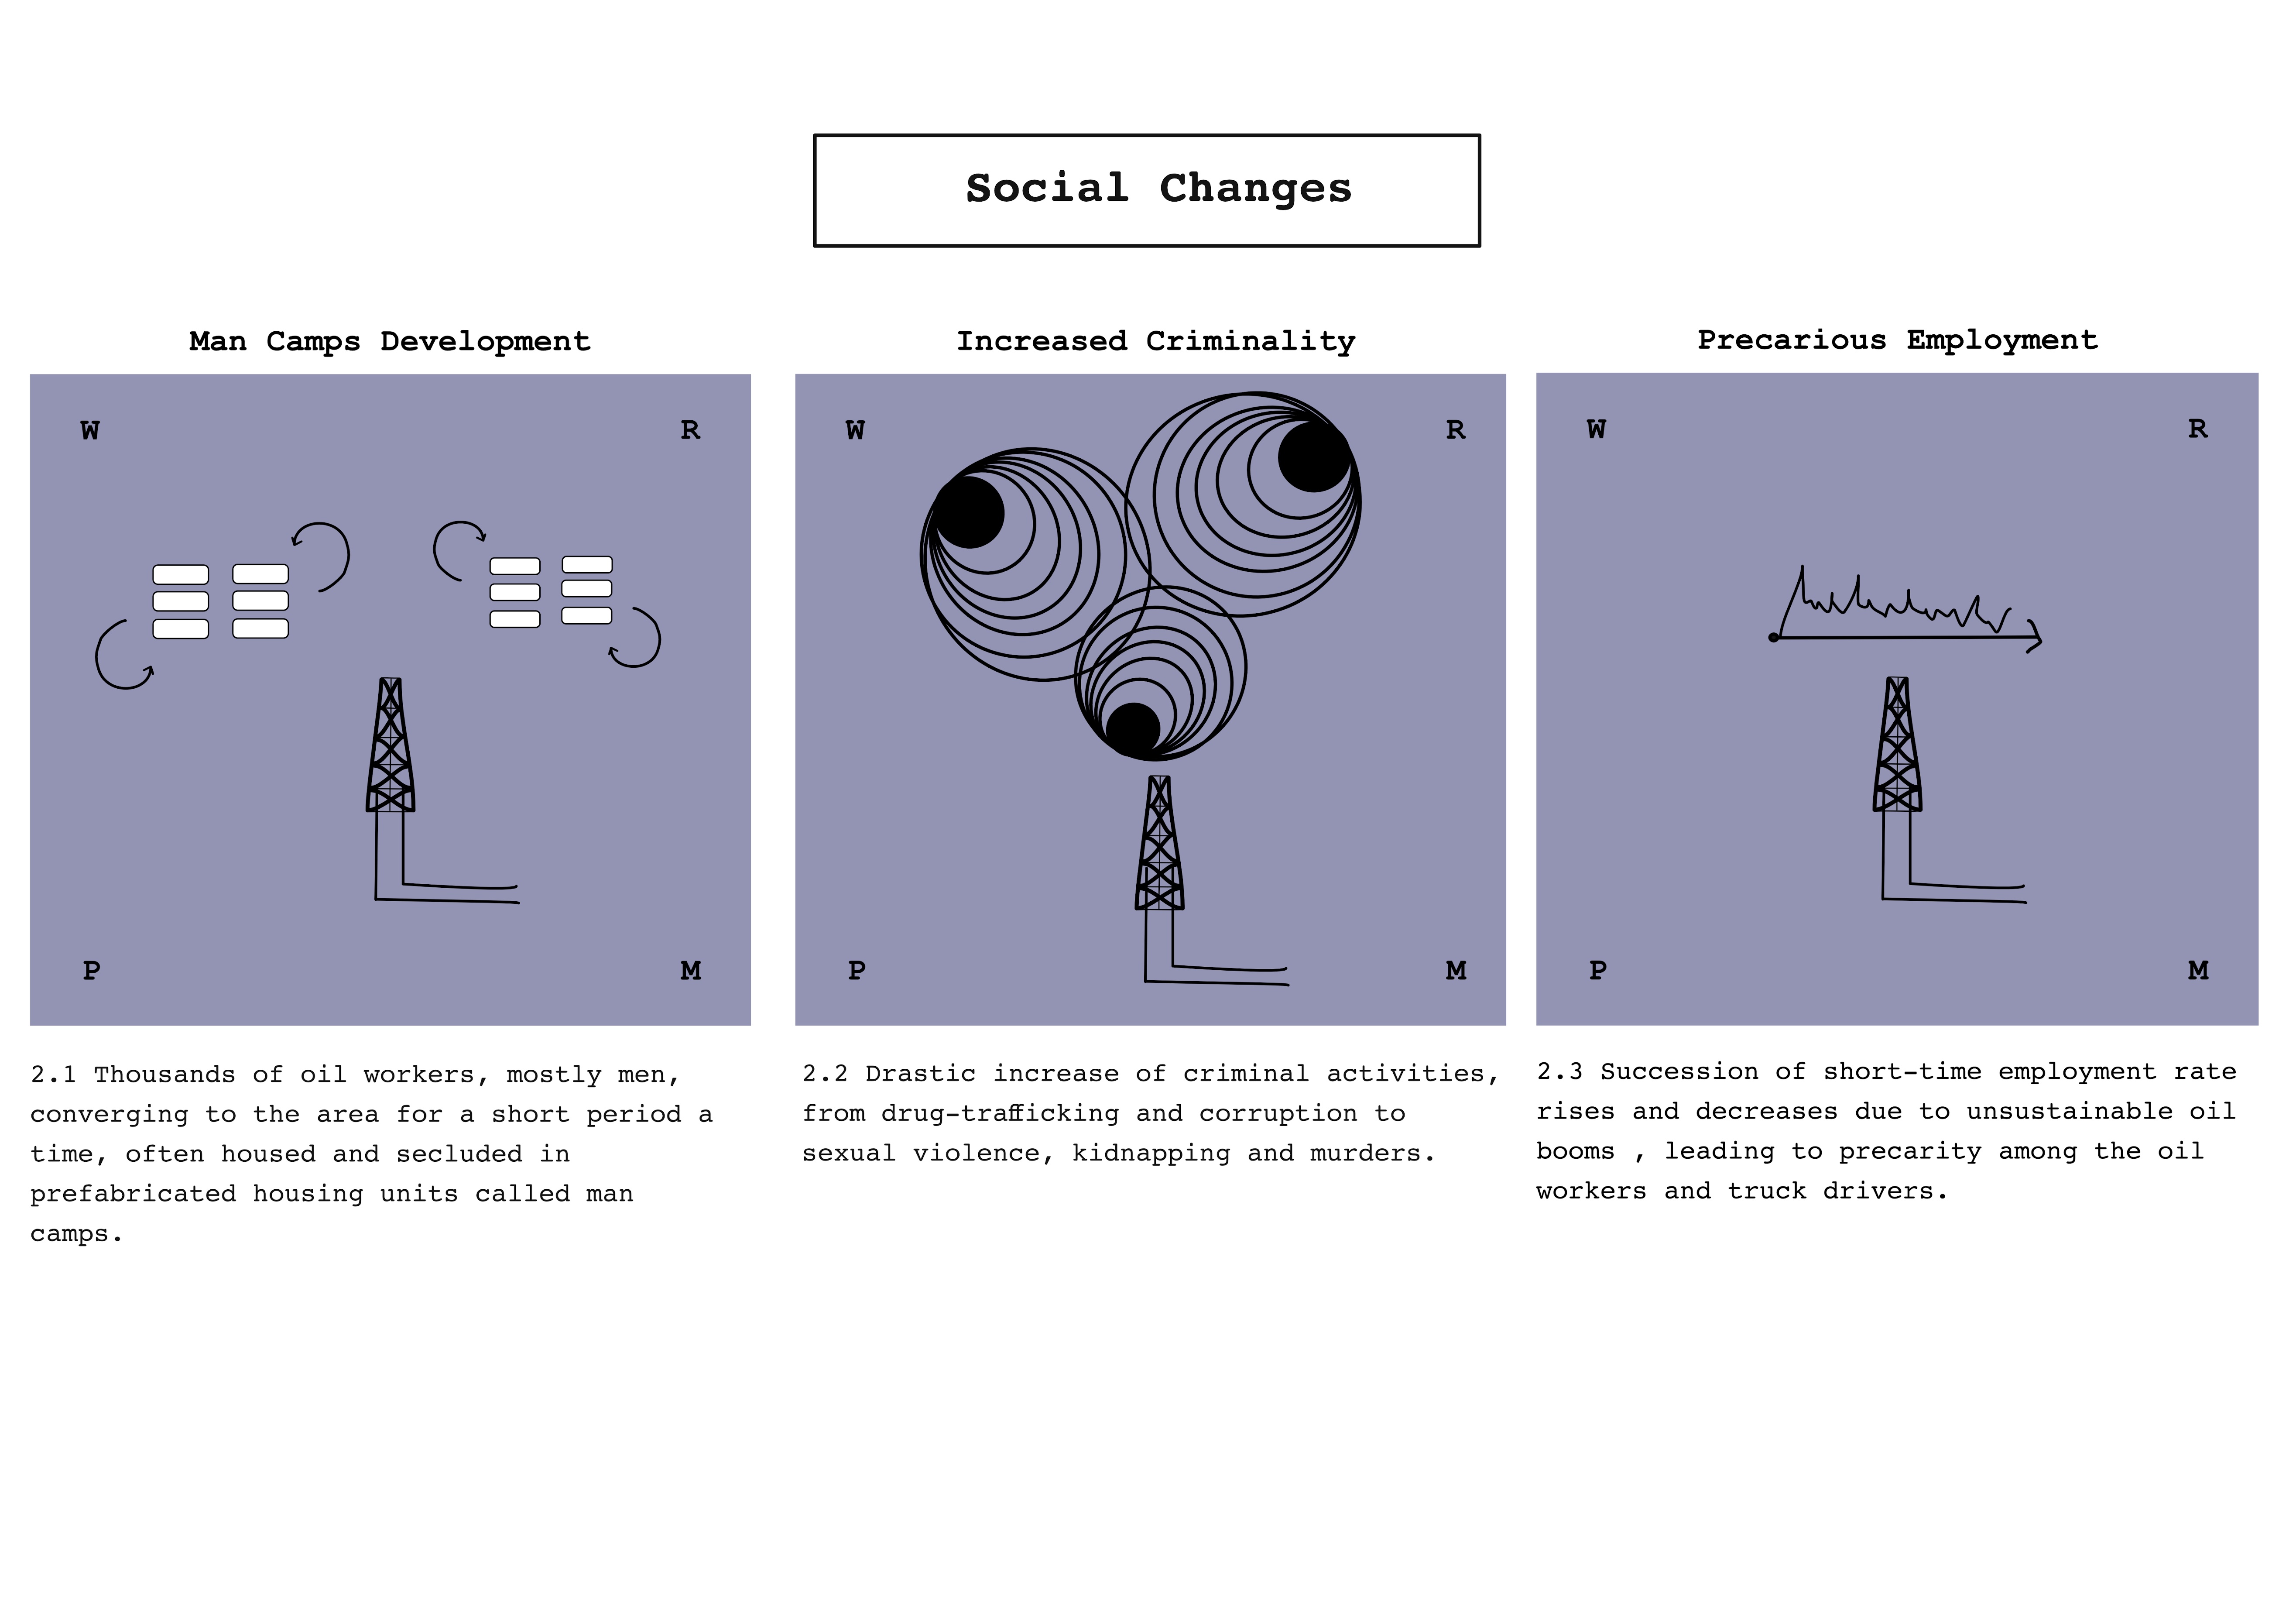 Social Changes
Man Camps Development
W
R
P
M
2.1 Thousands of oil workers, mostly men,
converging to the area for a short period a
time, often housed and secluded in
prefabricated housing units called man
camps.
Increased Criminality
W
R
P
M
2.2 Drastic increase of criminal activities,
from drug-trafficking and corruption to
sexual violence, kidnapping and murders.
Precarious Employment
W
R
P
M
2.3 Succession of short-time employment rate
rises and decreases due to unsustainable oil
booms , leading to precarity among the oil
workers and truck drivers.